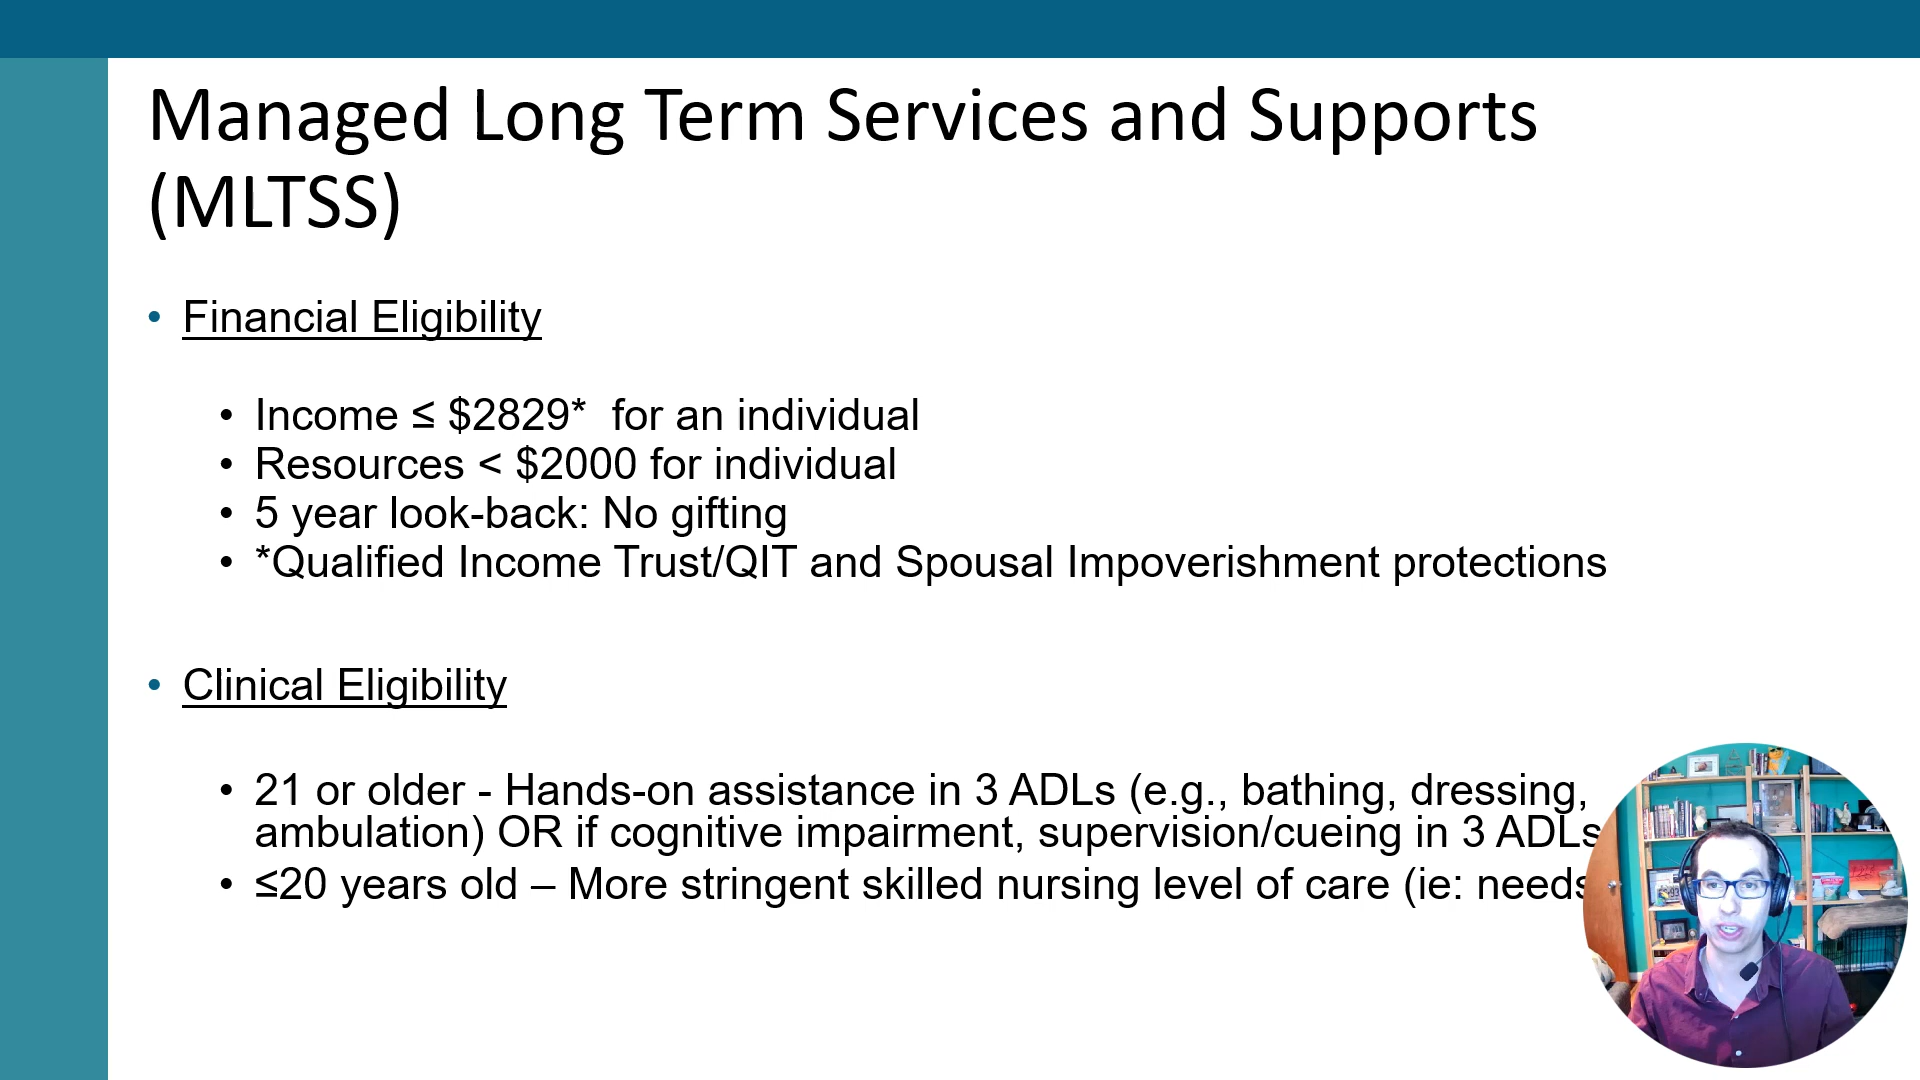 Managed Long Term Services and Supports
(MLTSS)
• Financial Eligibility
• Income ≤ $2829*  for an individual
• Resources < $2000 for individual
• 5 year look-back: No gifting
• *Qualified Income Trust/QIT and Spousal Impoverishment protections
• Clinical Eligibility
• 21 or older - Hands-on assistance in 3 ADLs (e.g., bathing, dressing,
ambulation) OR if cognitive impairment, supervision/cueing in 3 ADLs
• ≤20 years old – More stringent skilled nursing level of care (ie: needs